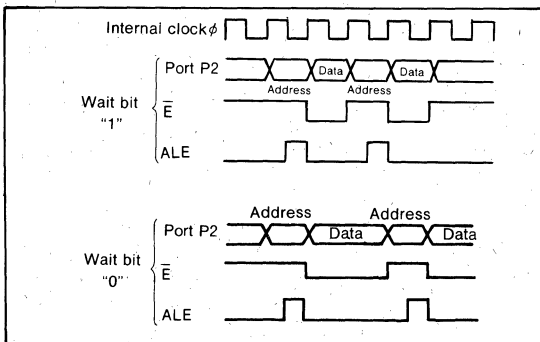 Internal clock ϕ
Port P2
Data
Data
Address
Address
Wait bit
"1"
E̅
ALE
Address
Address
Port P2
Data
Data
Wait bit
"0"
E̅
ALE